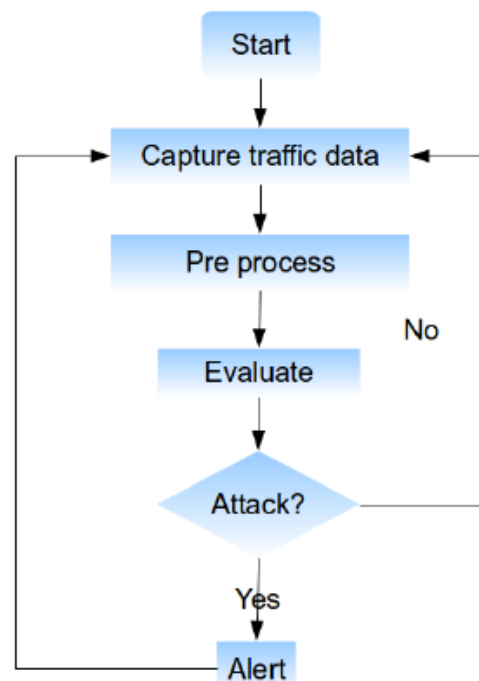 Start
Capture traffic data
Pre process
No
Evaluate
Attack?
Yes
Alert